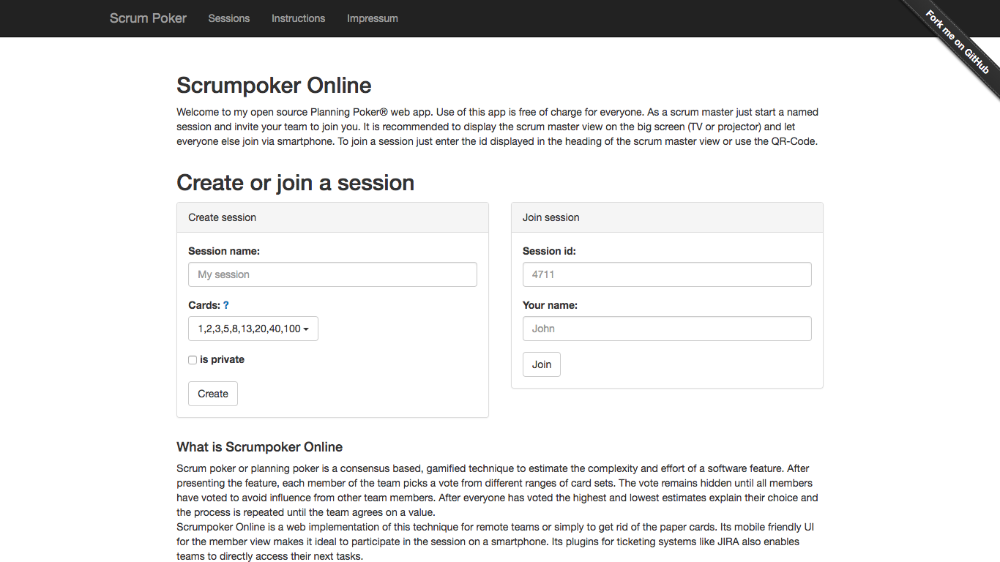 Scrum Poker Sessions Instructions Impressum
Fork me on GitHub
Scrumpoker Online
Welcome to my open source Planning Poker® web app. Use of this app is free of charge for everyone. As a scrum master just start a named
session and invite your team to join you. It is recommended to display the scrum master view on the big screen (TV or projector) and let
everyone else join via smartphone. To join a session just enter the id displayed in the heading of the scrum master view or use the QR-Code.
Create or join a session
Create session
Session name:
My session
Cards: ?
1,2,3,5,8,13,20,40,100
is private
Create
Join session
Session id:
4711
Your name:
John
Join
What is Scrumpoker Online
Scrum poker or planning poker is a consensus based, gamified technique to estimate the complexity and effort of a software feature. After
presenting the feature, each member of the team picks a vote from different ranges of card sets. The vote remains hidden until all members
have voted to avoid influence from other team members. After everyone has voted the highest and lowest estimates explain their choice and
the process is repeated until the team agrees on a value.
Scrumpoker Online is a web implementation of this technique for remote teams or simply to get rid of the paper cards. Its mobile friendly UI
for the member view makes it ideal to participate in the session on a smartphone. Its plugins for ticketing systems like JIRA also enables
teams to directly access their next tasks.